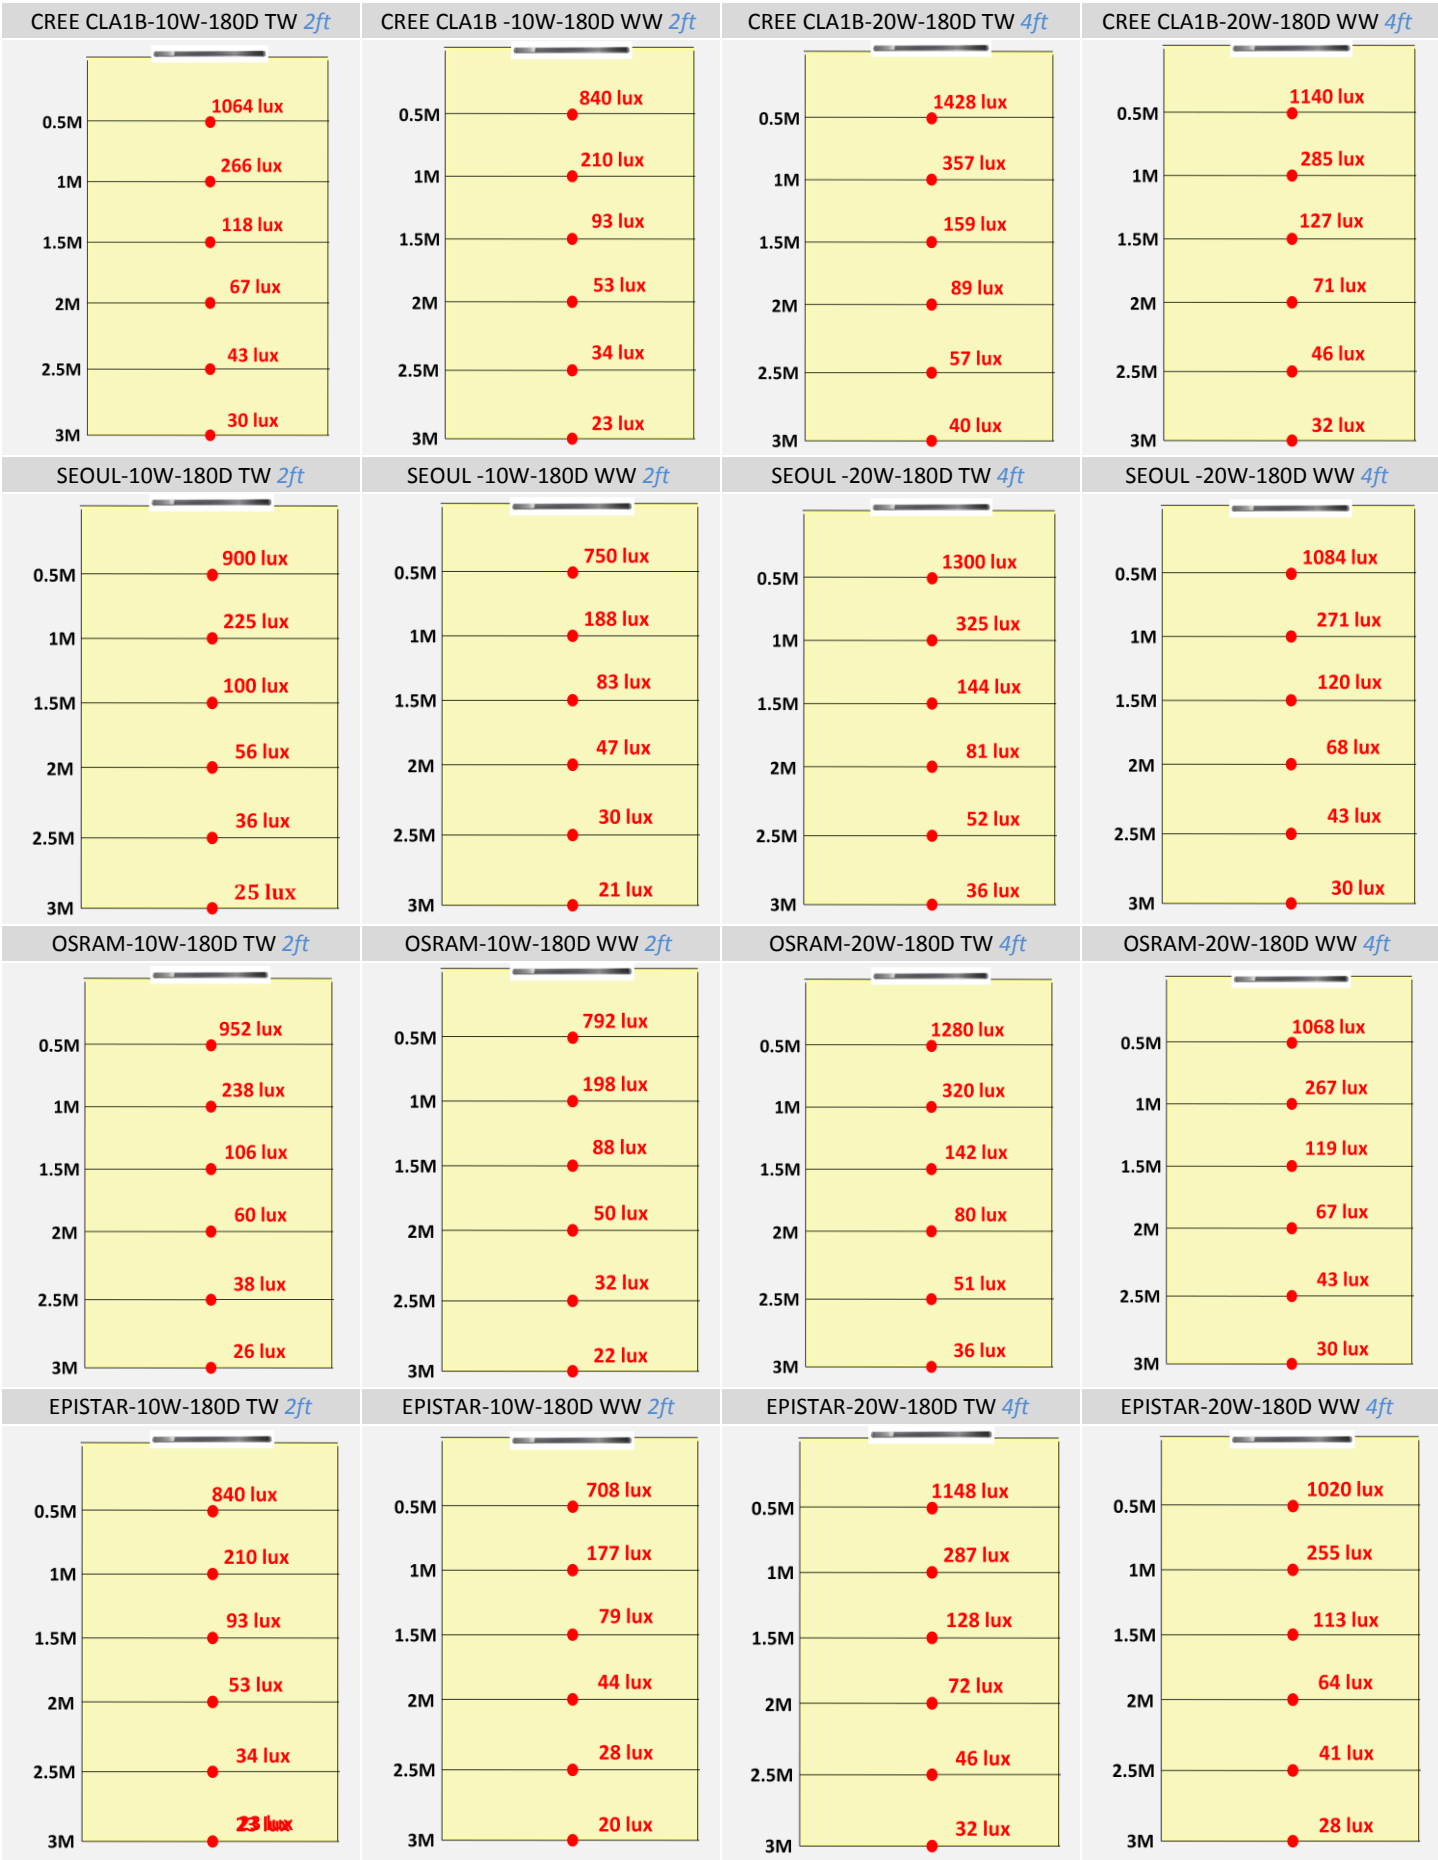 CREE CLA1B-10W-180D TW 2ft
1064 lux
0.5M
266 lux
1M
118 lux
1.5M
67 lux
2M
43 lux
2.5M
30 lux
3M
CREE CLA1B -10W-180D WW 2ft
840 lux
0.5M
210 lux
1M
93 lux
1.5M
53 lux
2M
34 lux
2.5M
23 lux
3M
CREE CLA1B-20W-180D TW 4ft
1428 lux
0.5M
357 lux
1M
159 lux
1.5M
89 lux
2M
57 lux
2.5M
40 lux
3M
CREE CLA1B-20W-180D WW 4ft
1140 lux
0.5M
285 lux
1M
127 lux
1.5M
71 lux
2M
46 lux
2.5M
32 lux
3M
SEOUL-10W-180D TW 2ft
900 lux
0.5M
225 lux
1M
100 lux
1.5M
56 lux
2M
36 lux
2.5M
25 lux
3M
SEOUL -10W-180D WW 2ft
750 lux
0.5M
188 lux
1M
83 lux
1.5M
47 lux
2M
30 lux
2.5M
21 lux
3M
SEOUL -20W-180D TW 4ft
1300 lux
0.5M
325 lux
1M
144 lux
1.5M
81 lux
2M
52 lux
2.5M
36 lux
3M
SEOUL -20W-180D WW 4ft
1084 lux
0.5M
271 lux
1M
120 lux
1.5M
68 lux
2M
43 lux
2.5M
30 lux
3M
OSRAM-10W-180D TW 2ft
952 lux
0.5M
238 lux
1M
106 lux
1.5M
60 lux
2M
38 lux
2.5M
26 lux
3M
OSRAM-10W-180D WW 2ft
792 lux
0.5M
198 lux
1M
88 lux
1.5M
50 lux
2M
32 lux
2.5M
22 lux
3M
OSRAM-20W-180D TW 4ft
1280 lux
0.5M
320 lux
1M
142 lux
1.5M
80 lux
2M
51 lux
2.5M
36 lux
3M
OSRAM-20W-180D WW 4ft
1068 lux
0.5M
267 lux
1M
119 lux
1.5M
67 lux
2M
43 lux
2.5M
30 lux
3M
EPISTAR-10W-180D TW 2ft
840 lux
0.5M
210 lux
1M
93 lux
1.5M
53 lux
2M
34 lux
2.5M
3M
EPISTAR-10W-180D WW 2ft
708 lux
0.5M
177 lux
1M
79 lux
1.5M
44 lux
2M
28 lux
2.5M
20 lux
3M
EPISTAR-20W-180D TW 4ft
1148 lux
0.5M
287 lux
1M
128 lux
1.5M
72 lux
2M
46 lux
2.5M
32 lux
3M
EPISTAR-20W-180D WW 4ft
1020 lux
0.5M
255 lux
1M
113 lux
1.5M
64 lux
2M
41 lux
2.5M
28 lux
3M